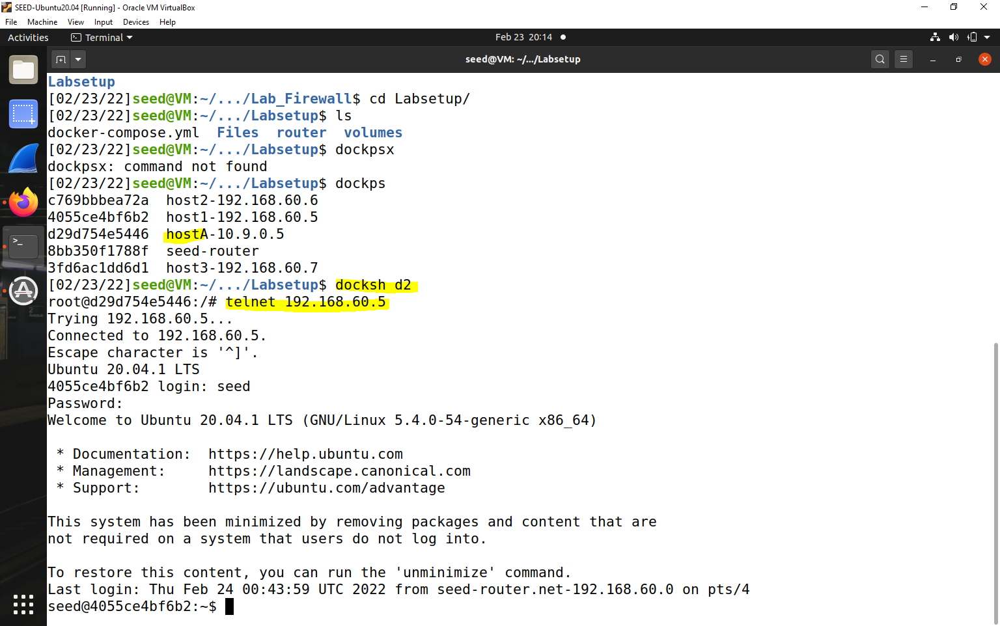 SEED-Ubuntu20.04 [Running] - Oracle VM VirtualBox
File Machine View Input Devices Help
Activities Terminal Feb 23 20:14
seed@VM: ~/.../Labsetup
Labsetup
[02/23/22]seed@VM:~/.../Lab_Firewall$ cd Labsetup/
[02/23/22]seed@VM:~/.../Labsetup$ ls
docker-compose.yml Files router volumes
[02/23/22]seed@VM:~/.../Labsetup$ dockpsx
dockpsx: command not found
[02/23/22]seed@VM:~/.../Labsetup$ dockps
c769bbbea72a host2-192.168.60.6
4055ce4bf6b2 host1-192.168.60.5
d29d754e5446 hostA-10.9.0.5
8bb350f1788f seed-router
3fd6ac1dd6d1 host3-192.168.60.7
[02/23/22]seed@VM:~/.../Labsetup$ docksh d2
root@d29d754e5446:/# telnet 192.168.60.5
Trying 192.168.60.5...
Connected to 192.168.60.5.
Escape character is '^]'.
Ubuntu 20.04.1 LTS
4055ce4bf6b2 login: seed
Password:
Welcome to Ubuntu 20.04.1 LTS (GNU/Linux 5.4.0-54-generic x86_64)
* Documentation: https://help.ubuntu.com
* Management: https://landscape.canonical.com
* Support: https://ubuntu.com/advantage
This system has been minimized by removing packages and content that are
not required on a system that users do not log into.
To restore this content, you can run the 'unminimize' command.
Last login: Thu Feb 24 00:43:59 UTC 2022 from seed-router.net-192.168.60.0 on pts/4
seed@4055ce4bf6b2:~$